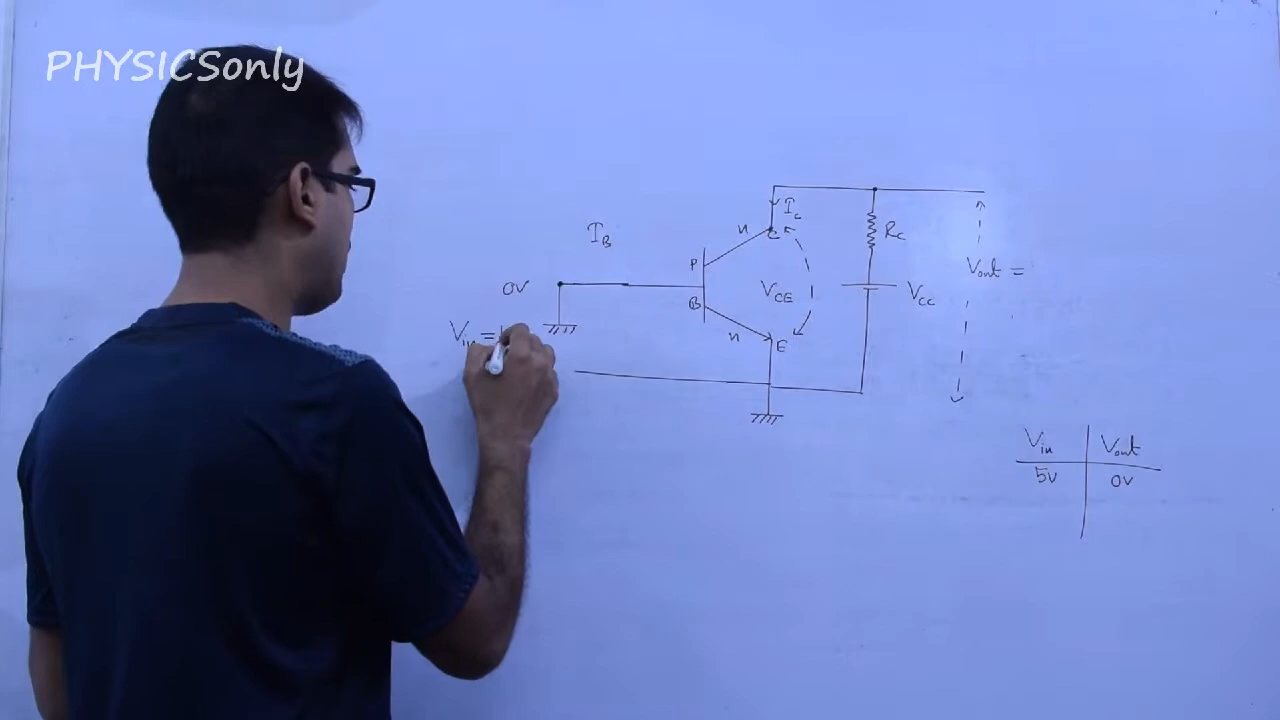 PHYSICSonly
I_B
0V
V_in =
P
B
n
I_c
C
V_CE
n
E
R_c
V_cc
V_out =
V_in V_out
5V 0V